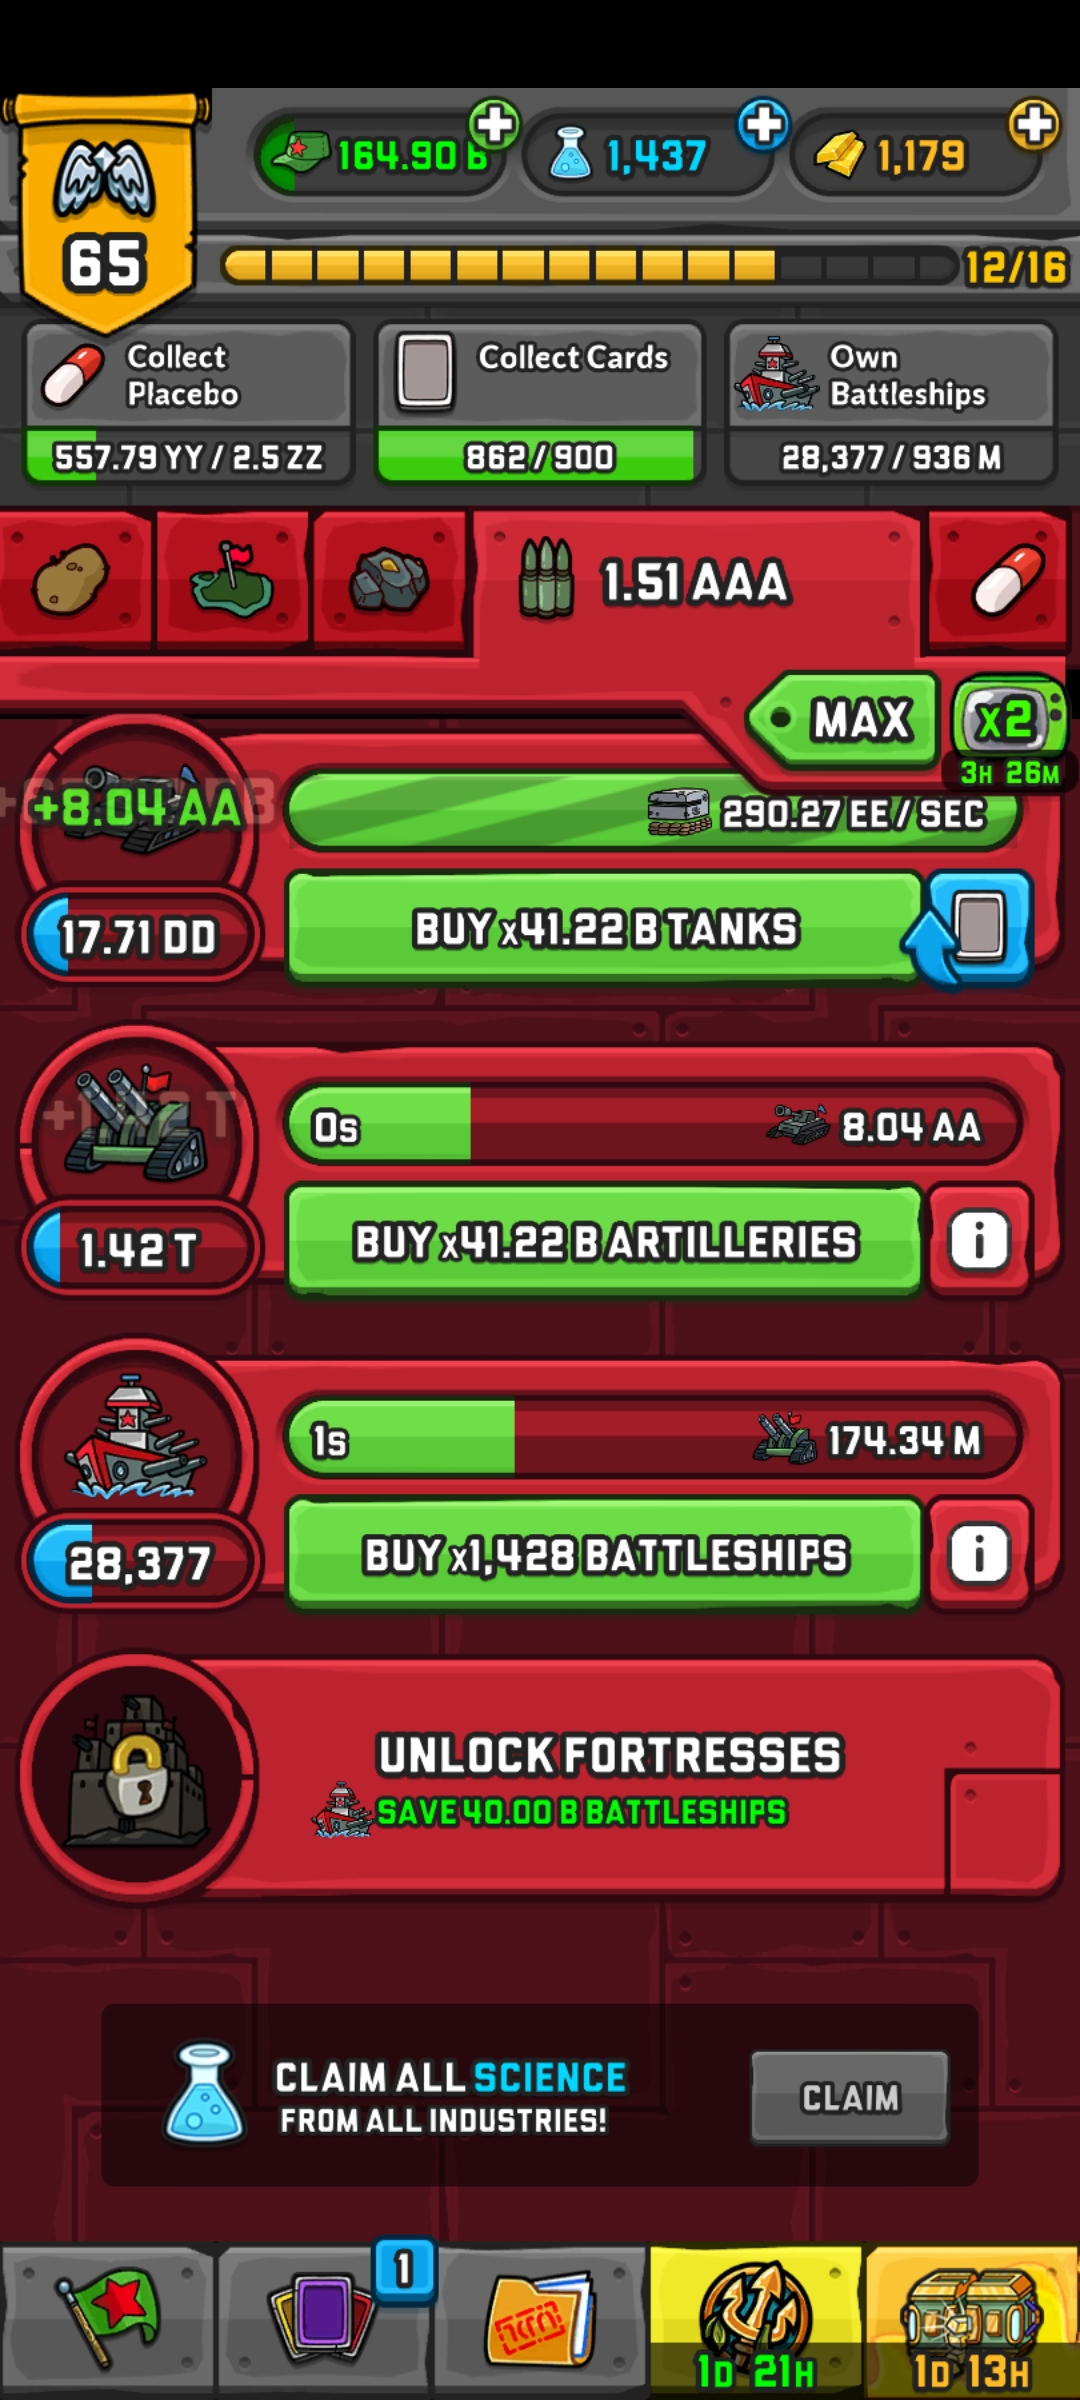 164.90 B
1,437
1,179
65
12/16
Collect
Placebo
Collect Cards
Own
Battleships
557.79 YY / 2.5 ZZ
862/900
28,377 / 936 M
1.51 AAA
MAX
x2
3H 26M
+8.04 AA
290.27 EE / SEC
17.71 DD
BUY x41.22 B TANKS
0s
8.04 AA
1.42 T
BUY x41.22 B ARTILLERIES
i
1s
174.34 M
28,377
BUY x1,428 BATTLESHIPS
i
UNLOCK FORTRESSES
SAVE 40.00 B BATTLESHIPS
CLAIM ALL SCIENCE
FROM ALL INDUSTRIES!
CLAIM
1
1D 21H
1D 13H